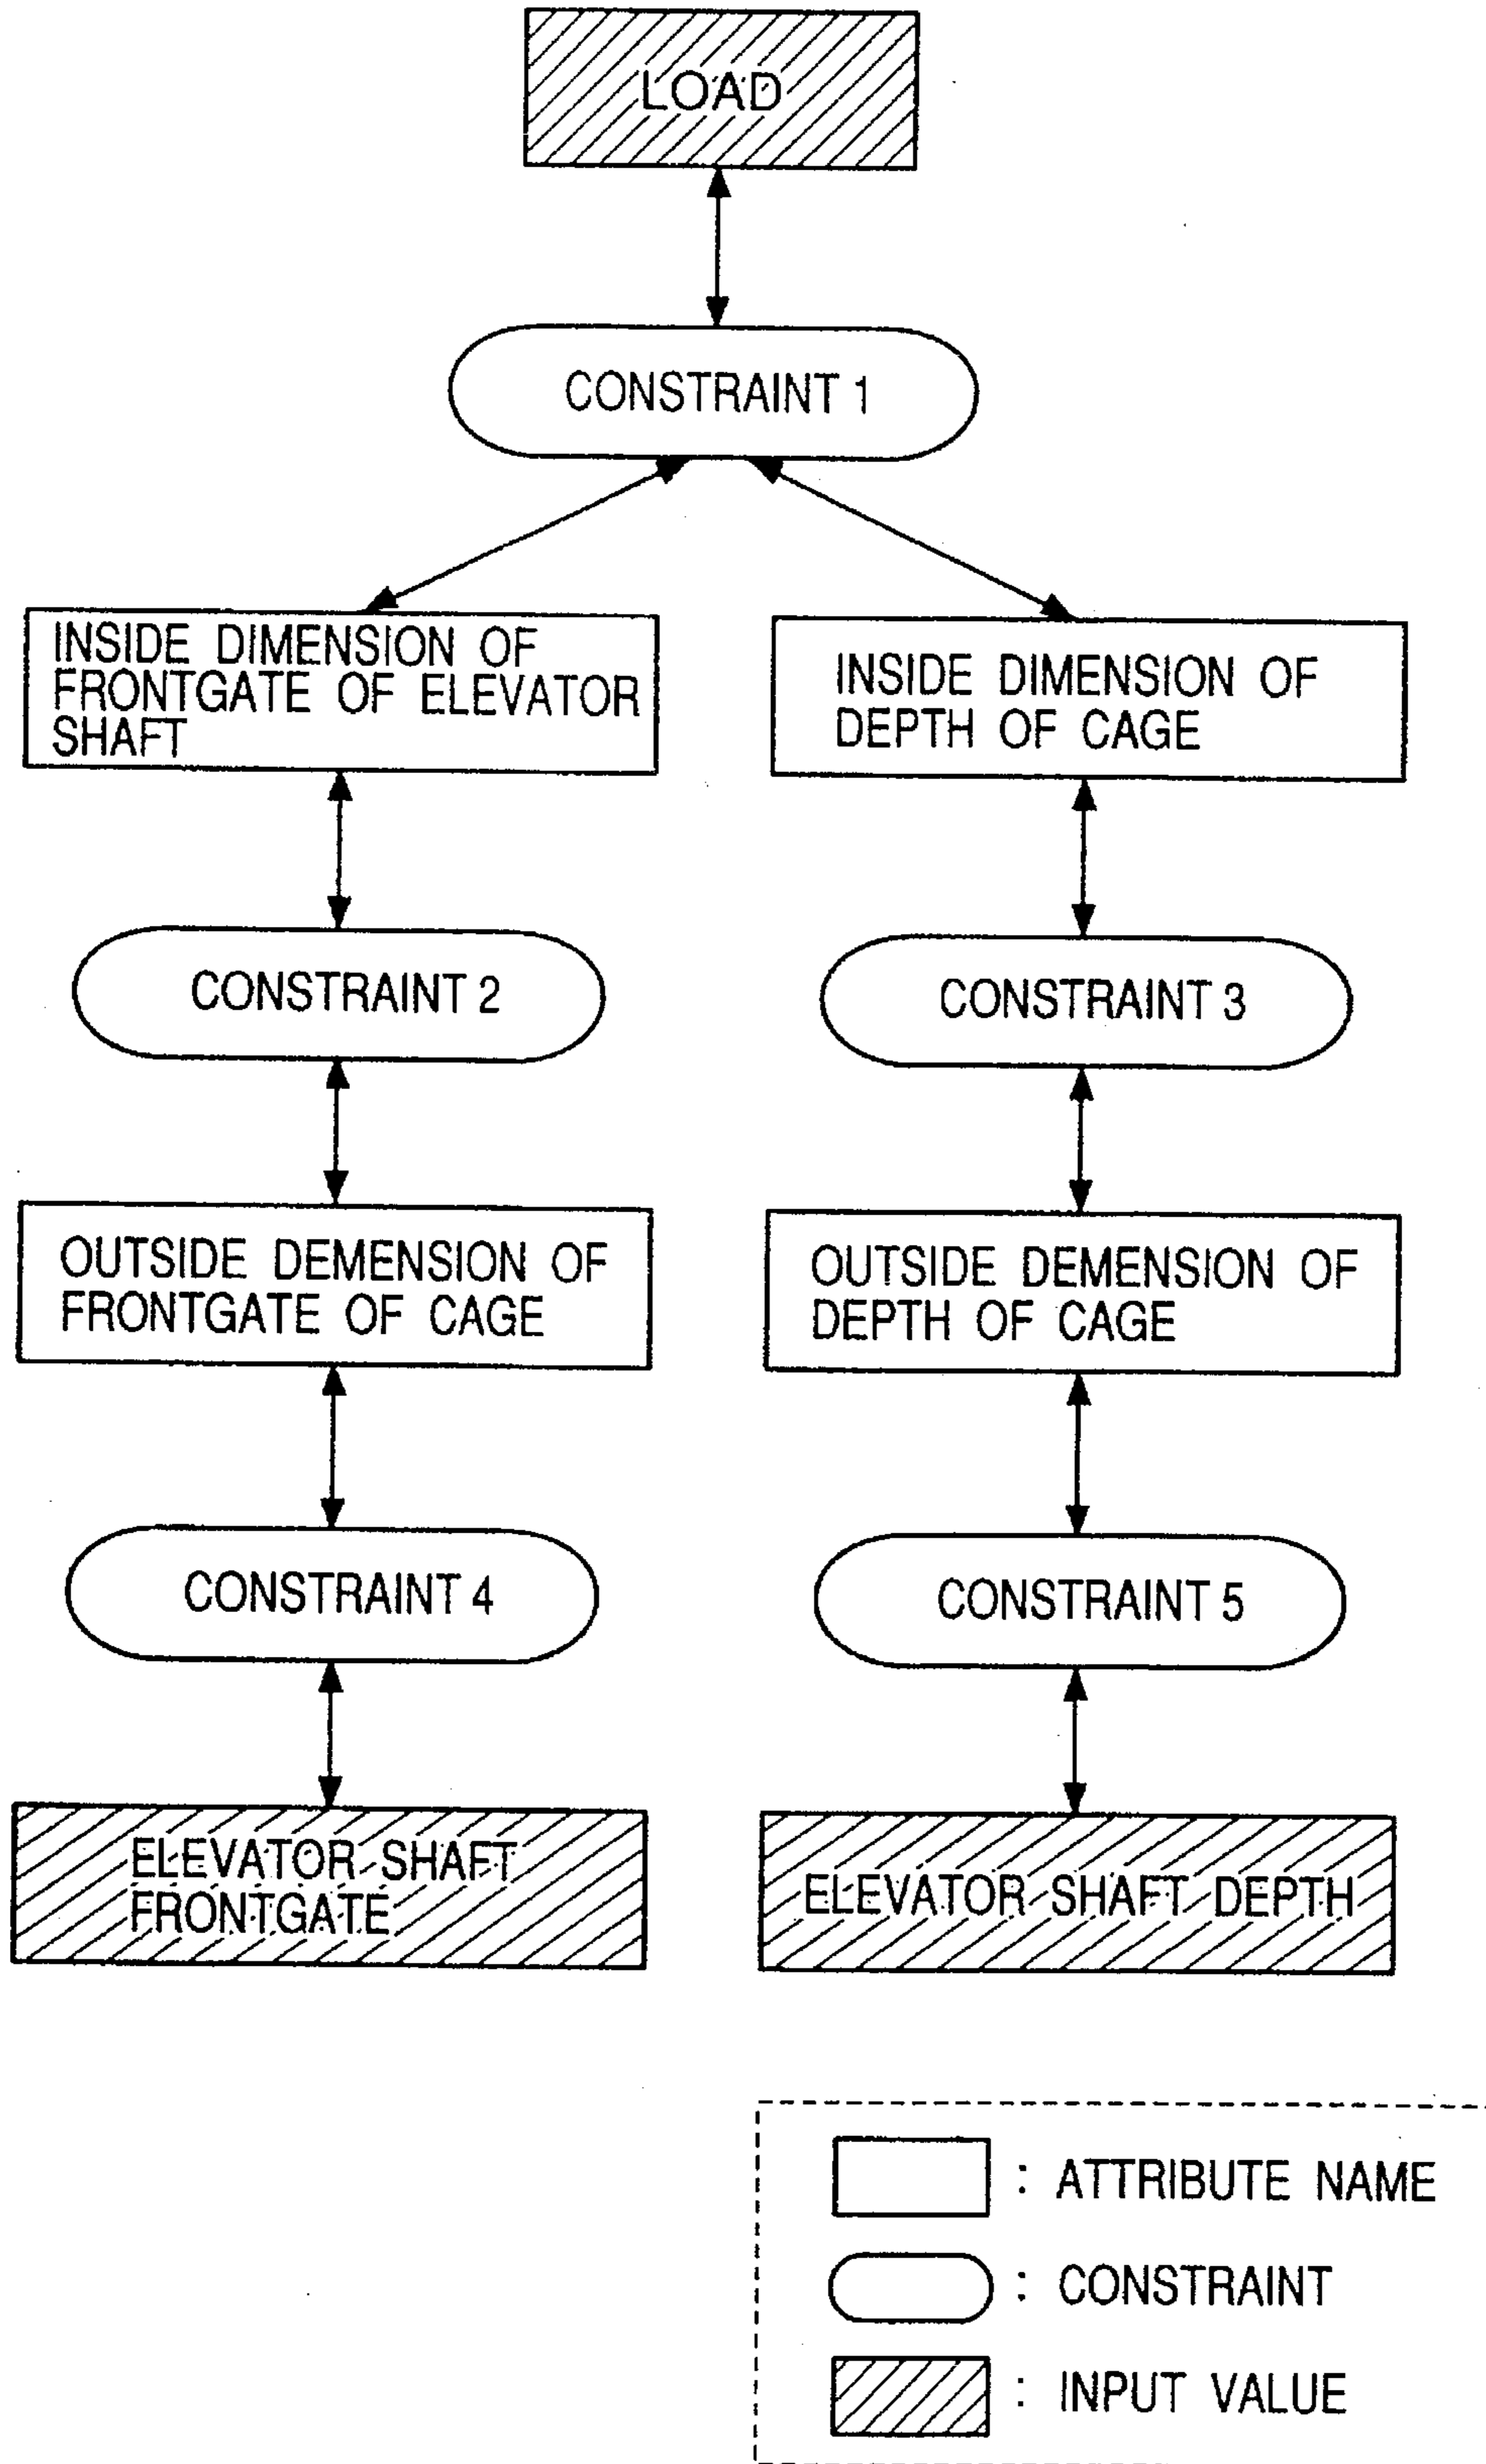 LOAD
CONSTRAINT 1
INSIDE DIMENSION OF
FRONTGATE OF ELEVATOR
SHAFT
INSIDE DIMENSION OF
DEPTH OF CAGE
CONSTRAINT 2
CONSTRAINT 3
OUTSIDE DEMENSION OF
FRONTGATE OF CAGE
OUTSIDE DEMENSION OF
DEPTH OF CAGE
CONSTRAINT 4
CONSTRAINT 5
ELEVATOR SHAFT
FRONTGATE
ELEVATOR SHAFT DEPTH
: ATTRIBUTE NAME
: CONSTRAINT
: INPUT VALUE